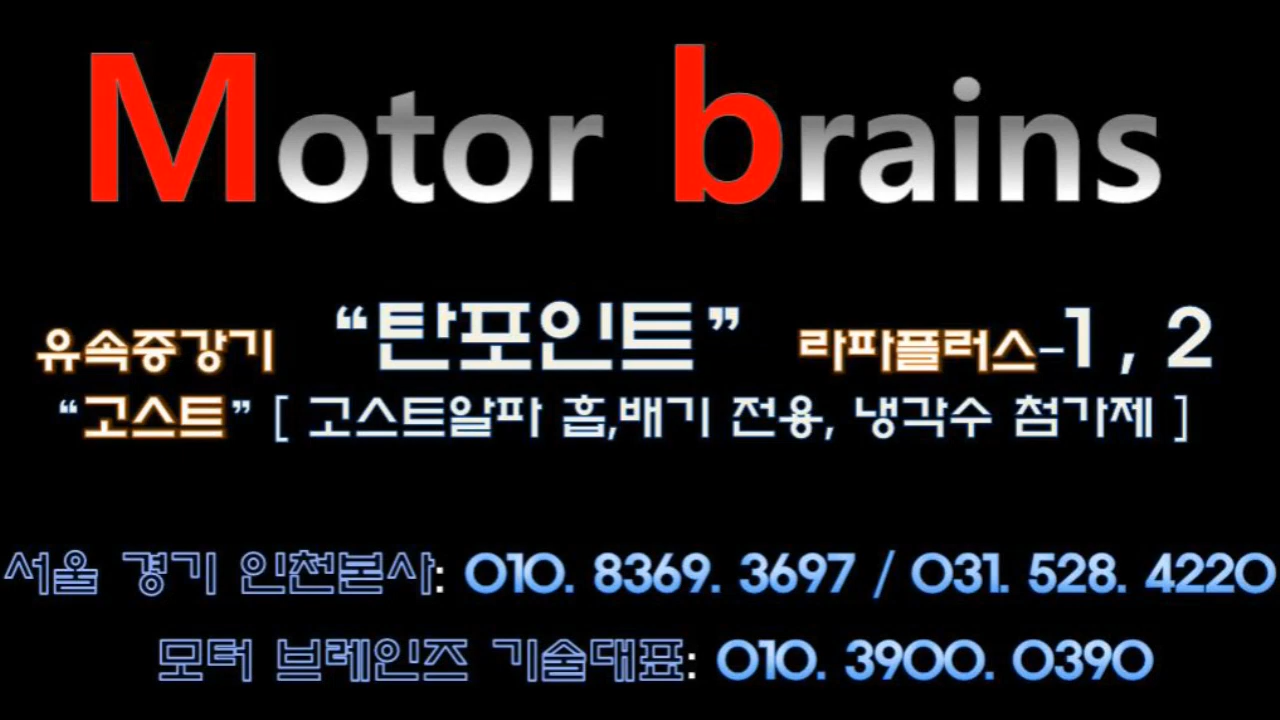 Motor brains
유속증강기 “탄포인트” 라파플러스-1 , 2
“고스트” [ 고스트알파 흡,배기 전용, 냉각수 첨가제 ]
서울 경기 인천본사: 010. 8369. 3697 / 031. 528. 4220
모터 브레인즈 기술대표: 010. 3900. 0390